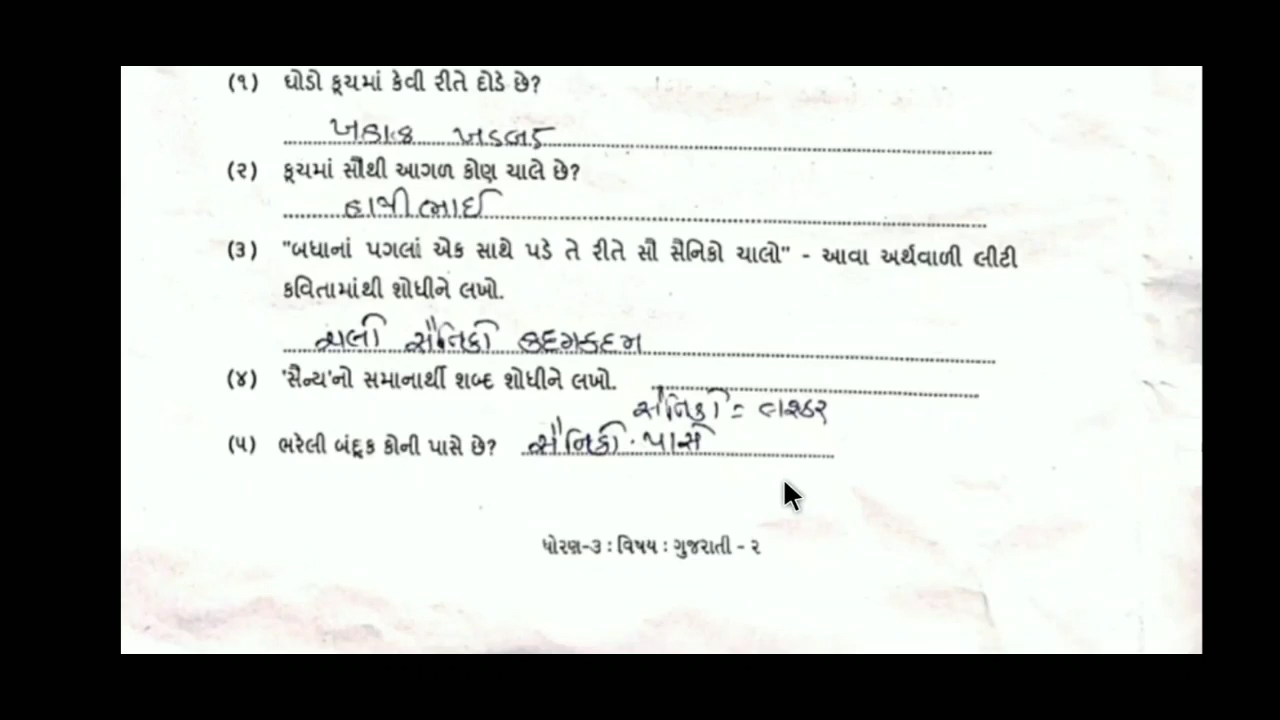 (૧) ઘોડો કૂચમાં કેવી રીતે દોડે છે?
ખડાક ખડબડ
(૨) કૂચમાં સૌથી આગળ કોણ ચાલે છે?
હાથીભાઈ
(૩) "બધાનાં પગલાં એક સાથે પડે તે રીતે સૌ સૈનિકો ચાલો" - આવા અર્થવાળી લીટી
કવિતામાંથી શોધીને લખો.
ચલો સૈનિકો કદમકદમ
(૪) 'સૈન્ય'નો સમાનાર્થી શબ્દ શોધીને લખો.
સૈનિકો = લશ્કર
(૫) ભરેલી બંદૂક કોની પાસે છે? સૈનિકો પાસે
ધોરણ-૩ : વિષય : ગુજરાતી - ૨